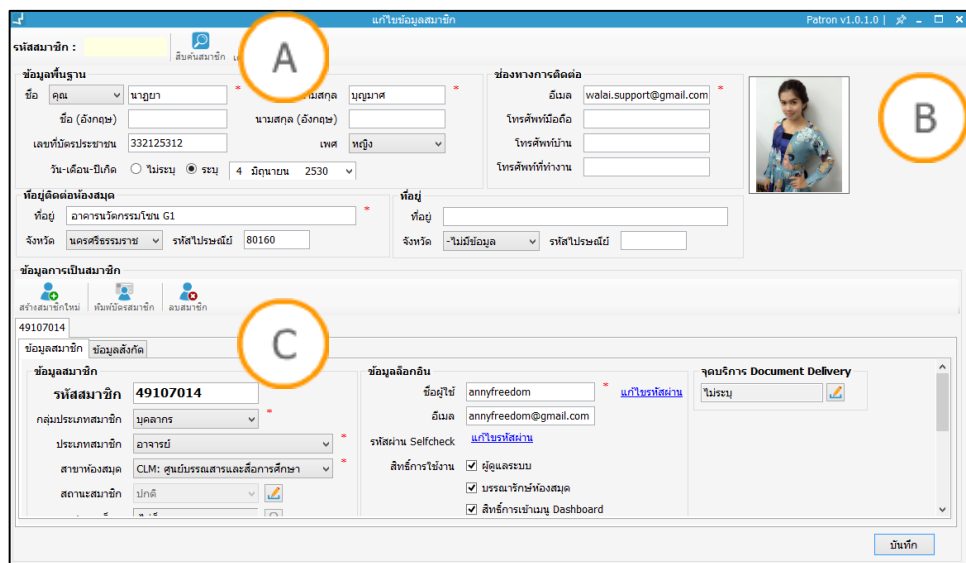 แก้ไขข้อมูลสมาชิก Patron v1.0.1.0
รหัสสมาชิก : สืบค้นสมาชิก
A
B
ข้อมูลพื้นฐาน ช่องทางการติดต่อ
ชื่อ คุณ นาฎยา * นามสกุล บุญมาศ * อีเมล walai.support@gmail.com *
ชื่อ (อังกฤษ) นามสกุล (อังกฤษ) โทรศัพท์มือถือ
เลขที่บัตรประชาชน 332125312 เพศ หญิง โทรศัพท์บ้าน
วัน-เดือน-ปีเกิด ไม่ระบุ ระบุ 4 มิถุนายน 2530 โทรศัพท์ที่ทำงาน
ที่อยู่ติดต่อห้องสมุด ที่อยู่
ที่อยู่ อาคารนวัตกรรมโซน G1 * ที่อยู่
จังหวัด นครศรีธรรมราช รหัสไปรษณีย์ 80160 จังหวัด -ไม่มีข้อมูล รหัสไปรษณีย์
ข้อมูลการเป็นสมาชิก
สร้างสมาชิกใหม่ พิมพ์บัตรสมาชิก ลบสมาชิก
49107014
C
ข้อมูลสมาชิก ข้อมูลสังกัด
ข้อมูลสมาชิก ข้อมูลล็อกอิน จุดบริการ Document Delivery
รหัสสมาชิก 49107014 ชื่อผู้ใช้ annyfreedom * แก้ไขรหัสผ่าน ไม่ระบุ
กลุ่มประเภทสมาชิก บุคลากร * อีเมล annyfreedom@gmail.com
ประเภทสมาชิก อาจารย์ * รหัสผ่าน Selfcheck แก้ไขรหัสผ่าน
สาขาห้องสมุด CLM: ศูนย์บรรณสารและสื่อการศึกษา * สิทธิ์การใช้งาน ผู้ดูแลระบบ
สถานะสมาชิก ปกติ บรรณารักษ์ห้องสมุด
สิทธิ์การเข้าเมนู Dashboard
บันทึก